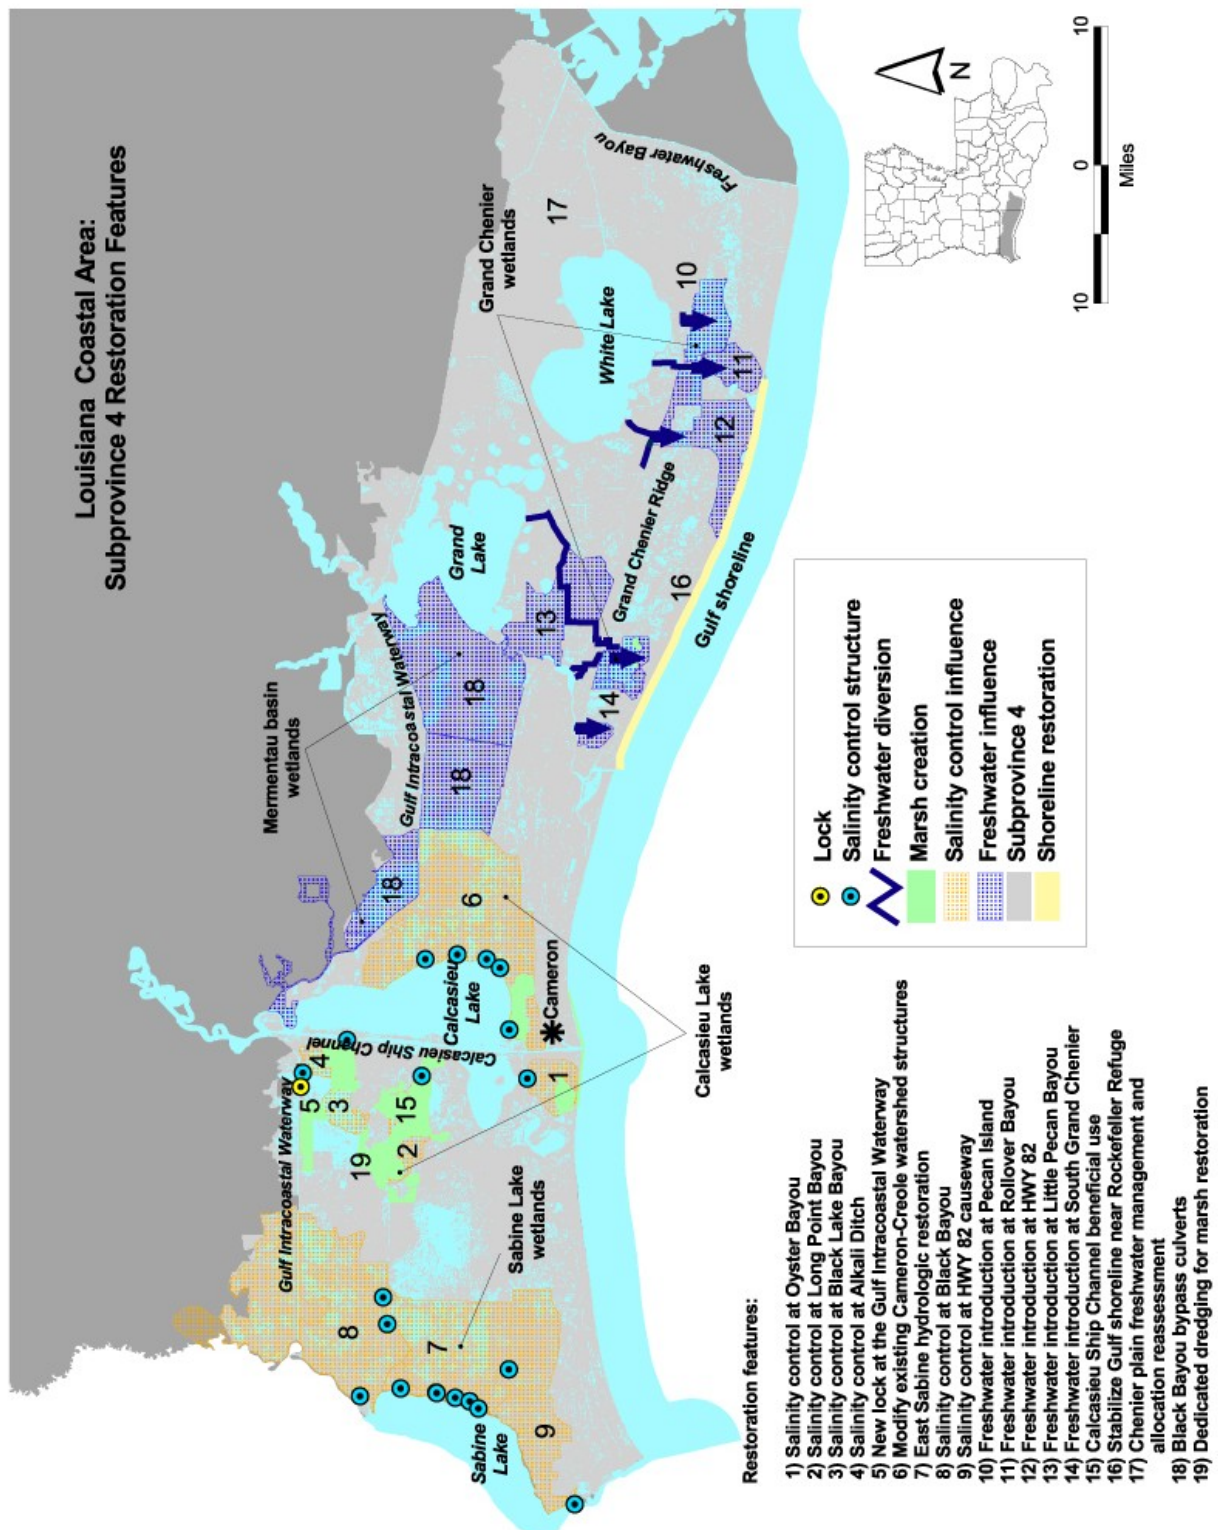 Louisiana Coastal Area:
Subprovince 4 Restoration Features
Gulf Intracoastal Waterway
Mermentau basin
wetlands
Gulf Intracoastal Waterway
Grand
Lake
Grand Chenier
wetlands
White Lake
Freshwater Bayou
Sabine
Lake
Sabine Lake
wetlands
Calcasieu Ship Channel
Calcasieu
Lake
Cameron
Calcasieu Lake
wetlands
Grand Chenier Ridge
Gulf shoreline
8
7
9
19
5
3
4
2
15
1
6
18
18
18
13
14
16
12
11
10
17
Restoration features:
1) Salinity control at Oyster Bayou
2) Salinity control at Long Point Bayou
3) Salinity control at Black Lake Bayou
4) Salinity control at Alkali Ditch
5) New lock at the Gulf Intracoastal Waterway
6) Modify existing Cameron-Creole watershed structures
7) East Sabine hydrologic restoration
8) Salinity control at Black Bayou
9) Salinity control at HWY 82 causeway
10) Freshwater introduction at Pecan Island
11) Freshwater introduction at Rollover Bayou
12) Freshwater introduction at HWY 82
13) Freshwater introduction at Little Pecan Bayou
14) Freshwater introduction at South Grand Chenier
15) Calcasieu Ship Channel beneficial use
16) Stabilize Gulf shoreline near Rockefeller Refuge
17) Chenier plain freshwater management and
allocation reassessment
18) Black Bayou bypass culverts
19) Dedicated dredging for marsh restoration
Lock
Salinity control structure
Freshwater diversion
Marsh creation
Salinity control influence
Freshwater influence
Subprovince 4
Shoreline restoration
N
10 0 10
Miles